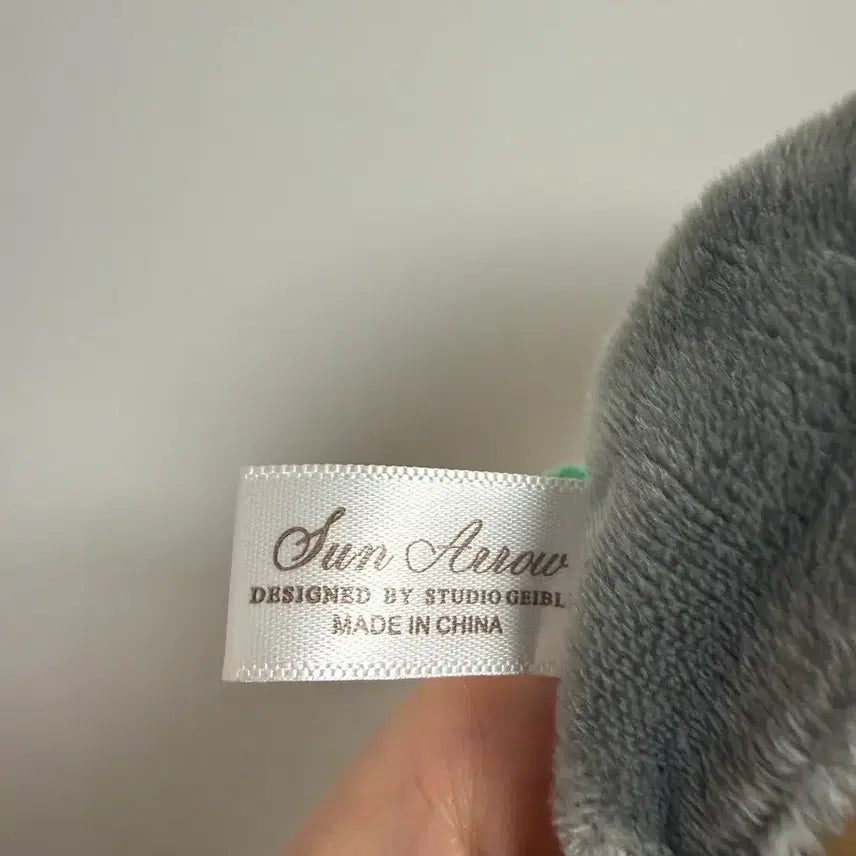 Sun Arrow
DESIGNED BY STUDIO GEIBL
MADE IN CHINA